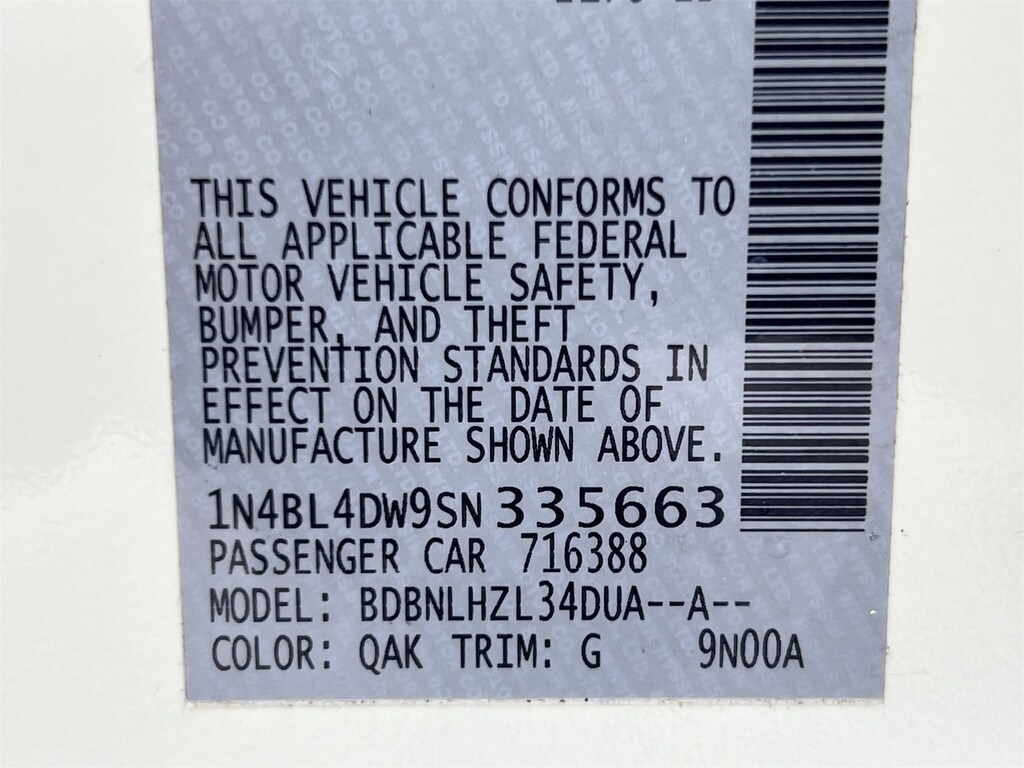 THIS VEHICLE CONFORMS TO
ALL APPLICABLE FEDERAL
MOTOR VEHICLE SAFETY,
BUMPER, AND THEFT
PREVENTION STANDARDS IN
EFFECT ON THE DATE OF
MANUFACTURE SHOWN ABOVE.
1N4BL4DW9SN335663
PASSENGER CAR 716388
MODEL: BDBNLHZL34DUA--A--
COLOR: QAK TRIM: G 9N00A